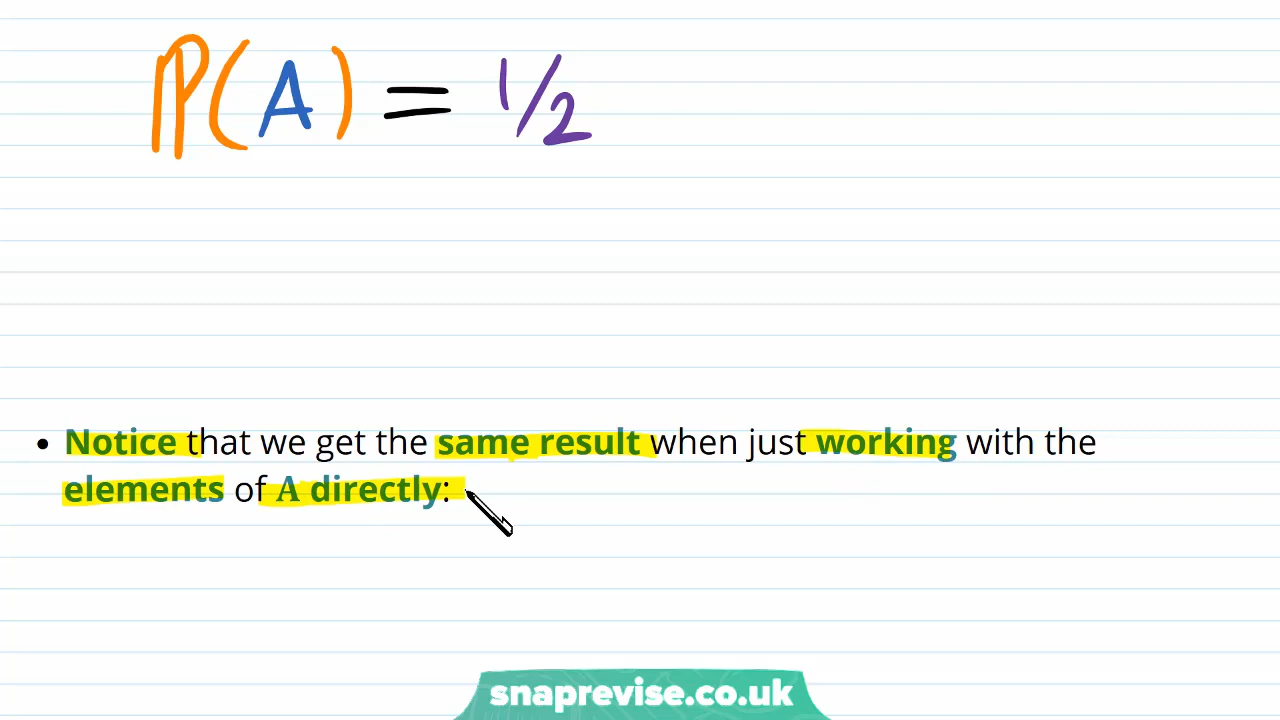 ℙ(A) = 1/2
• Notice that we get the same result when just working with the
elements of A directly:
snaprevise.co.uk